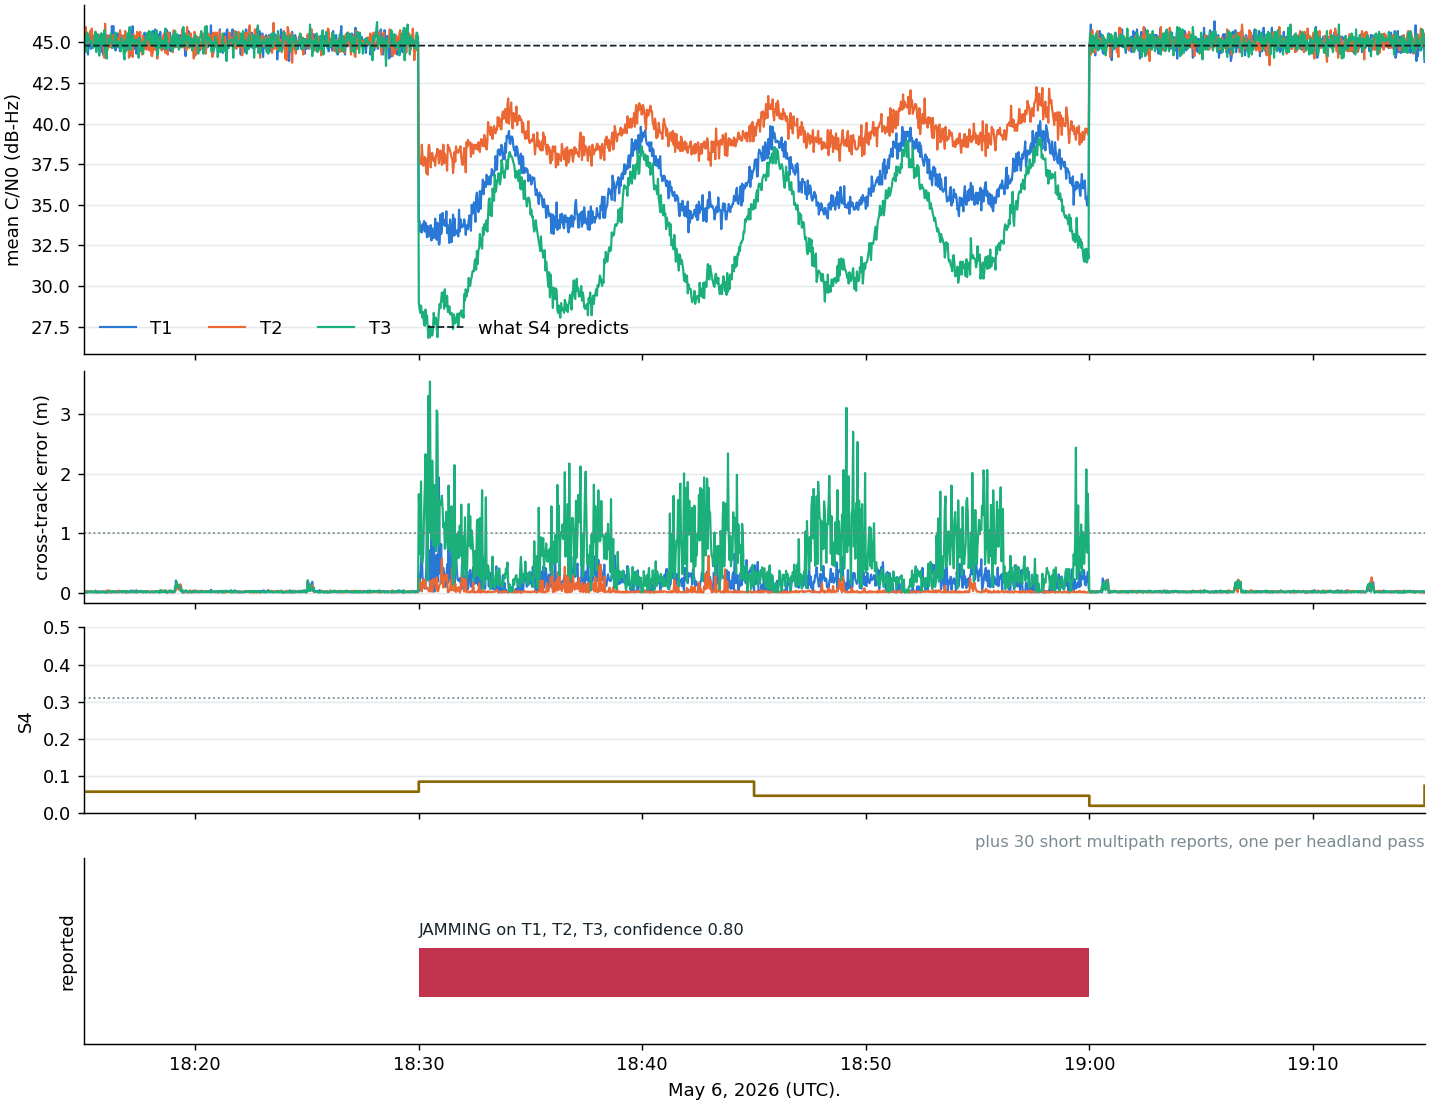 mean C/N0 (dB-Hz)
45.0
42.5
40.0
37.5
35.0
32.5
30.0
27.5
T1 T2 T3 what S4 predicts
cross-track error (m)
3
2
1
0
S4
0.5
0.4
0.3
0.2
0.1
0.0
plus 30 short multipath reports, one per headland pass
reported
JAMMING on T1, T2, T3, confidence 0.80
18:20 18:30 18:40 18:50 19:00 19:10
May 6, 2026 (UTC).